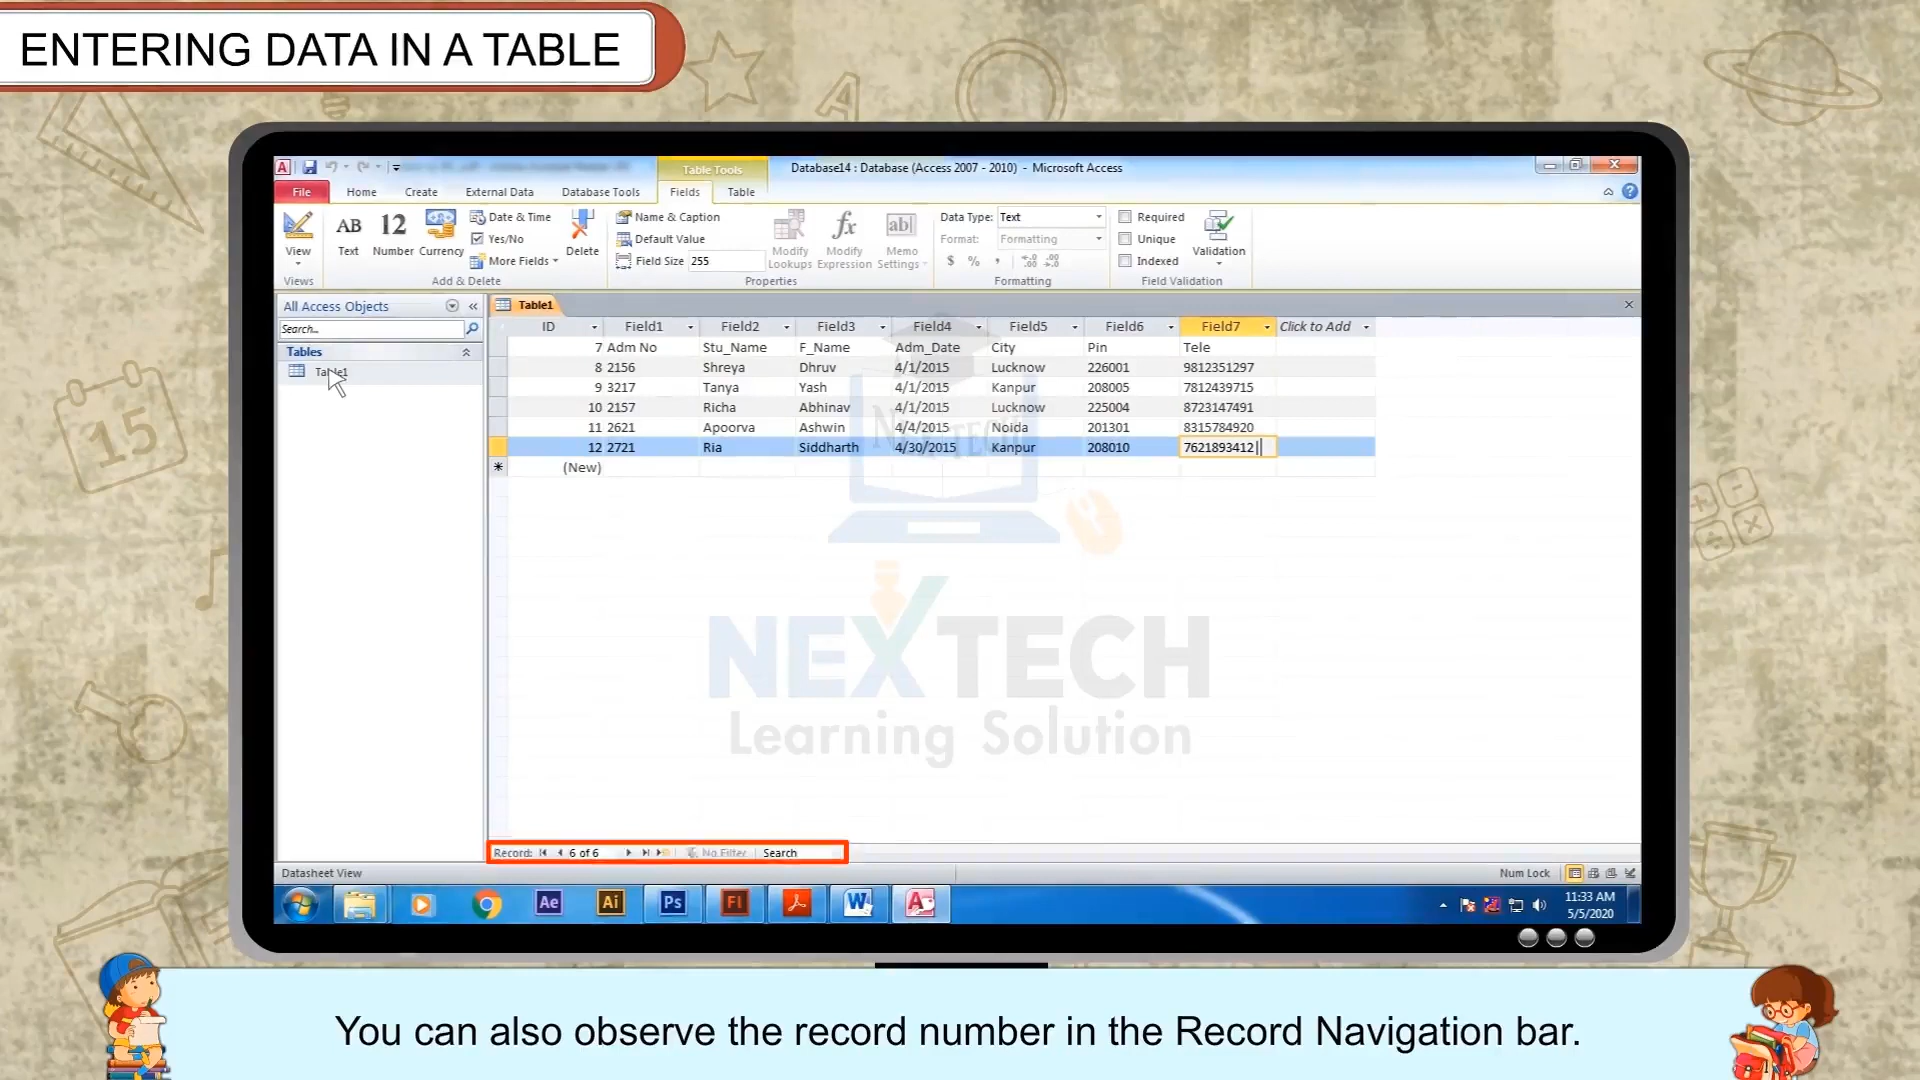 ENTERING DATA IN A TABLE
Table Tools
Database14 : Database (Access 2007 - 2010) - Microsoft Access
File Home Create External Data Database Tools Fields Table
AB 12 Date & Time Name & Caption Data Type: Text Required
Yes/No Default Value Format: Formatting Unique
View Text Number Currency More Fields Delete Field Size 255 Modify Lookups Modify Expression Memo Settings $ % , Indexed Validation
Views Add & Delete Properties Formatting Field Validation
All Access Objects Table1
Search...
Tables
Table1
ID Field1 Field2 Field3 Field4 Field5 Field6 Field7 Click to Add
7 Adm No Stu_Name F_Name Adm_Date City Pin Tele
8 2156 Shreya Dhruv 4/1/2015 Lucknow 226001 9812351297
9 3217 Tanya Yash 4/1/2015 Kanpur 208005 7812439715
10 2157 Richa Abhinav 4/1/2015 Lucknow 225004 8723147491
11 2621 Apoorva Ashwin 4/4/2015 Noida 201301 8315784920
12 2721 Ria Siddharth 4/30/2015 Kanpur 208010 7621893412
* (New)
NEXTECH
Learning Solution
Record: 6 of 6 No Filter Search
Datasheet View Num Lock
Ae Ai Ps Fl W A
11:33 AM
5/5/2020
You can also observe the record number in the Record Navigation bar.